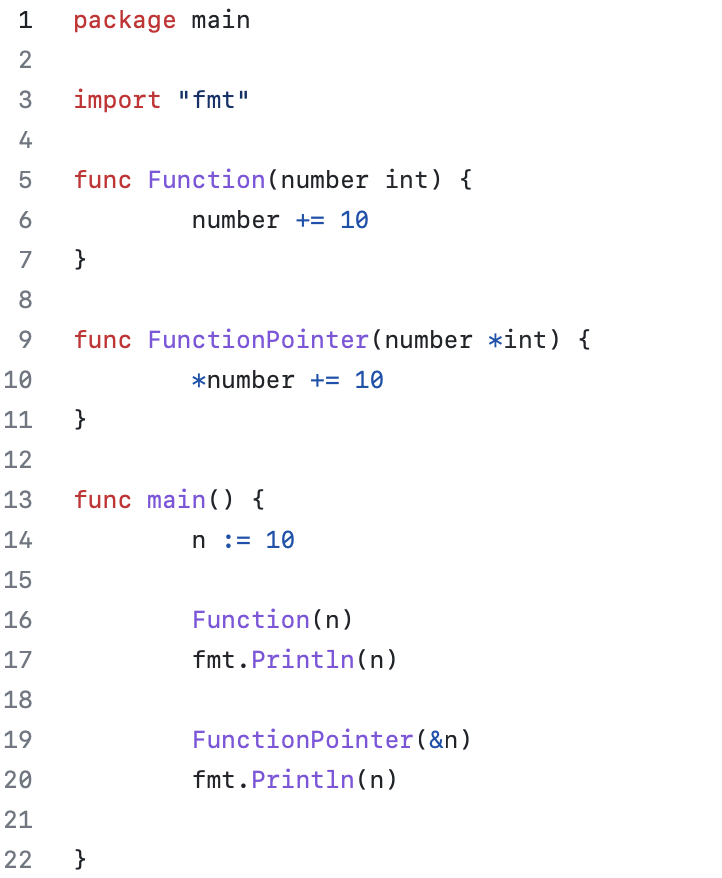 1 package main
2
3 import "fmt"
4
5 func Function(number int) {
6         number += 10
7 }
8
9 func FunctionPointer(number *int) {
10         *number += 10
11 }
12
13 func main() {
14         n := 10
15
16         Function(n)
17         fmt.Println(n)
18
19         FunctionPointer(&n)
20         fmt.Println(n)
21
22 }